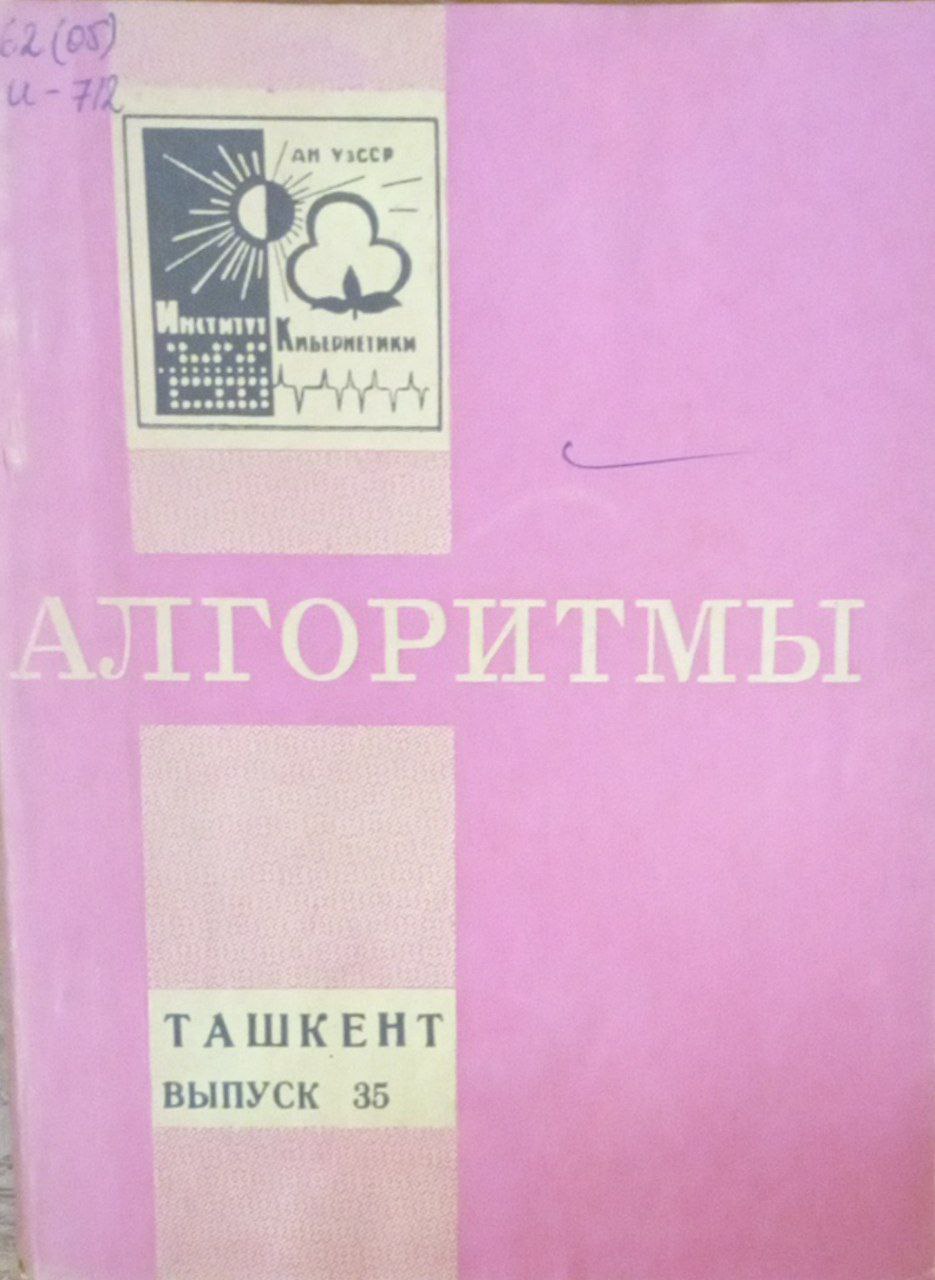 62(05)
И-712
АН УзССР
Институт
Кибернетики
АЛГОРИТМЫ
ТАШКЕНТ
ВЫПУСК 35